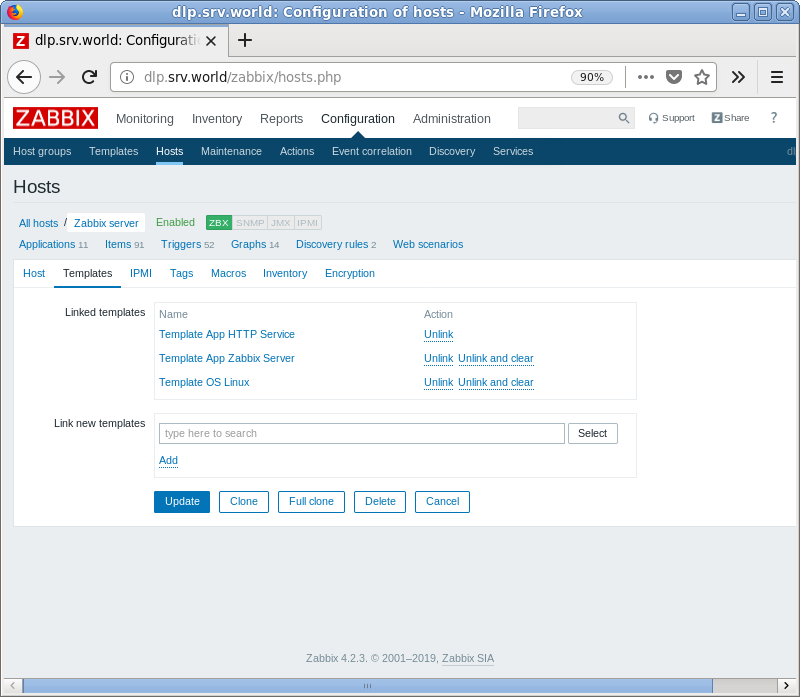 dlp.srv.world: Configuration of hosts - Mozilla Firefox
Z dlp.srv.world: Configurati
dlp.srv.world/zabbix/hosts.php 90%
ZABBIX Monitoring Inventory Reports Configuration Administration Support Z Share ?
Host groups Templates Hosts Maintenance Actions Event correlation Discovery Services dl
Hosts
All hosts / Zabbix server Enabled ZBX SNMP JMX IPMI
Applications 11 Items 91 Triggers 52 Graphs 14 Discovery rules 2 Web scenarios
Host Templates IPMI Tags Macros Inventory Encryption
Linked templates Name Action
Template App HTTP Service Unlink
Template App Zabbix Server Unlink Unlink and clear
Template OS Linux Unlink Unlink and clear
Link new templates
type here to search Select
Add
Update Clone Full clone Delete Cancel
Zabbix 4.2.3. © 2001–2019, Zabbix SIA